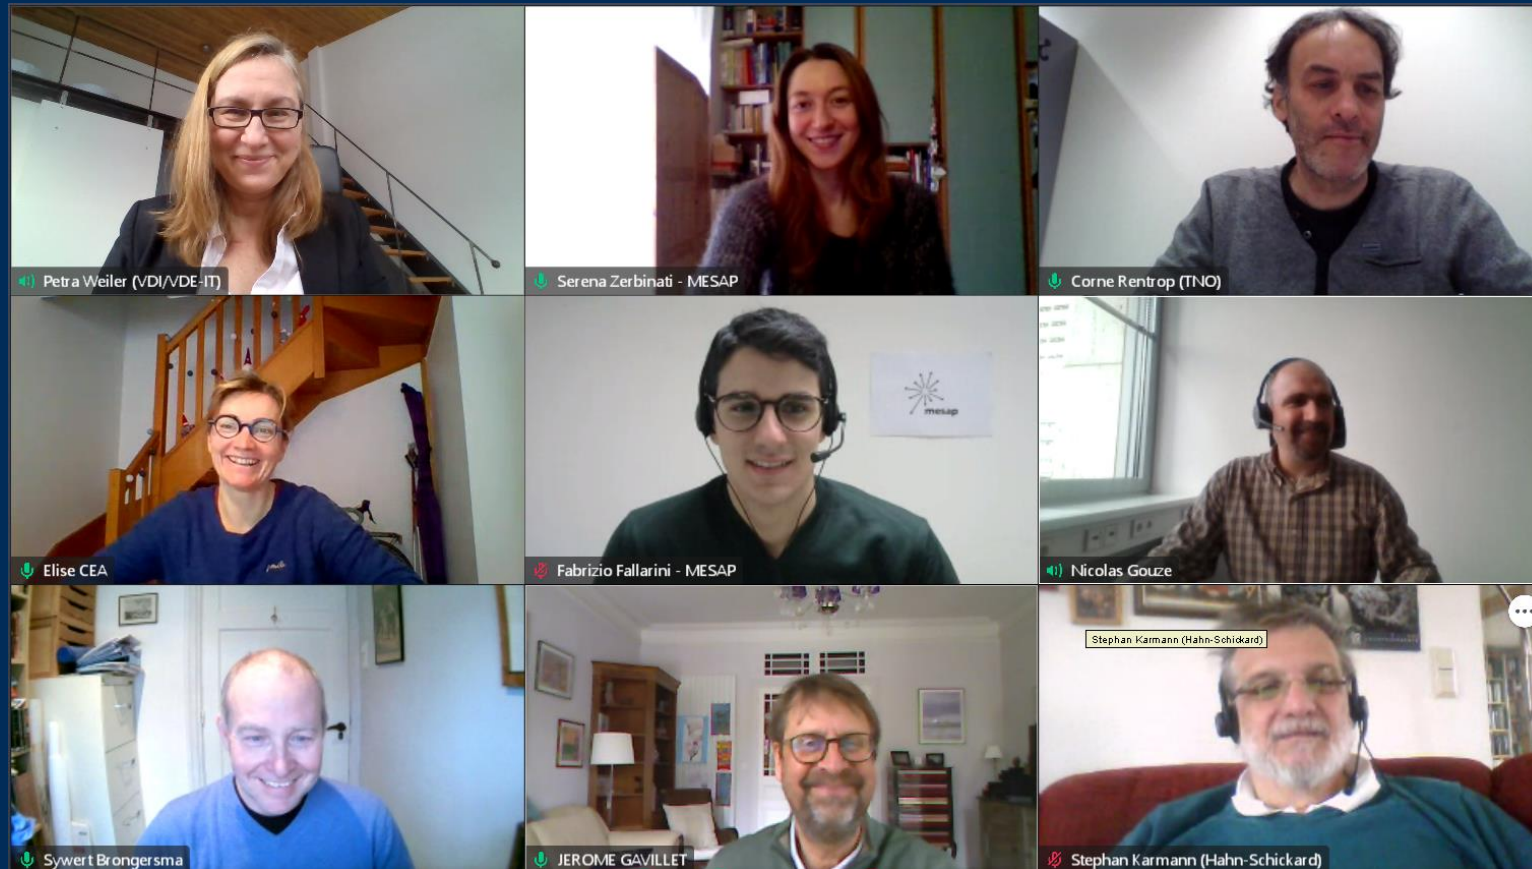 Petra Weiler (VDI/VDE-IT)
Serena Zerbinati - MESAP
Corne Rentrop (TNO)
mesap
Elise CEA
Fabrizio Fallarini - MESAP
Nicolas Gouze
Stephan Karmann (Hahn-Schickard)
Sywert Brongersma
JEROME GAVILLET
Stephan Karmann (Hahn-Schickard)